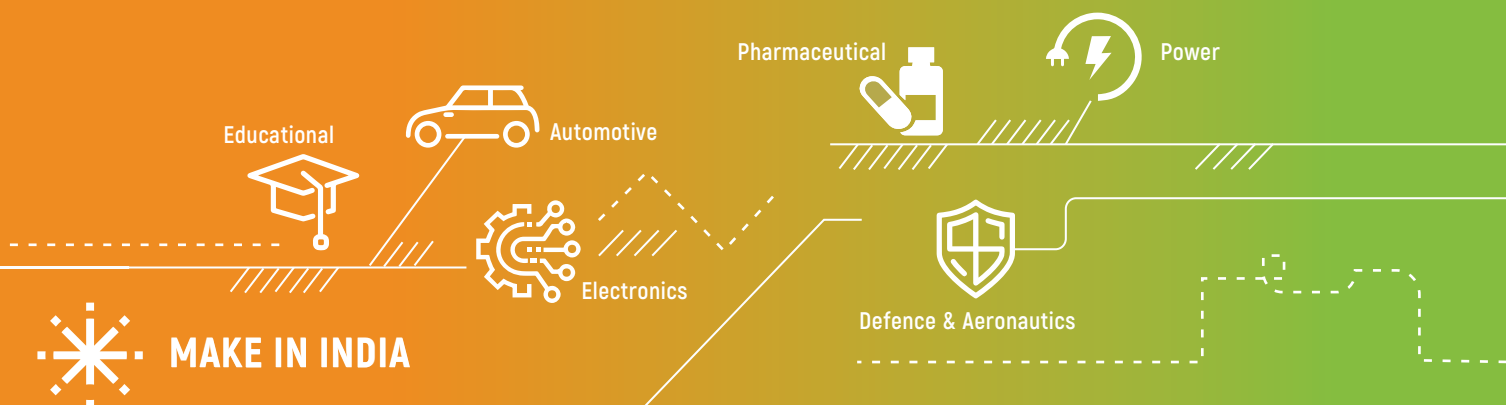 Pharmaceutical
Power
Educational
Automotive
Electronics
Defence & Aeronautics
MAKE IN INDIA